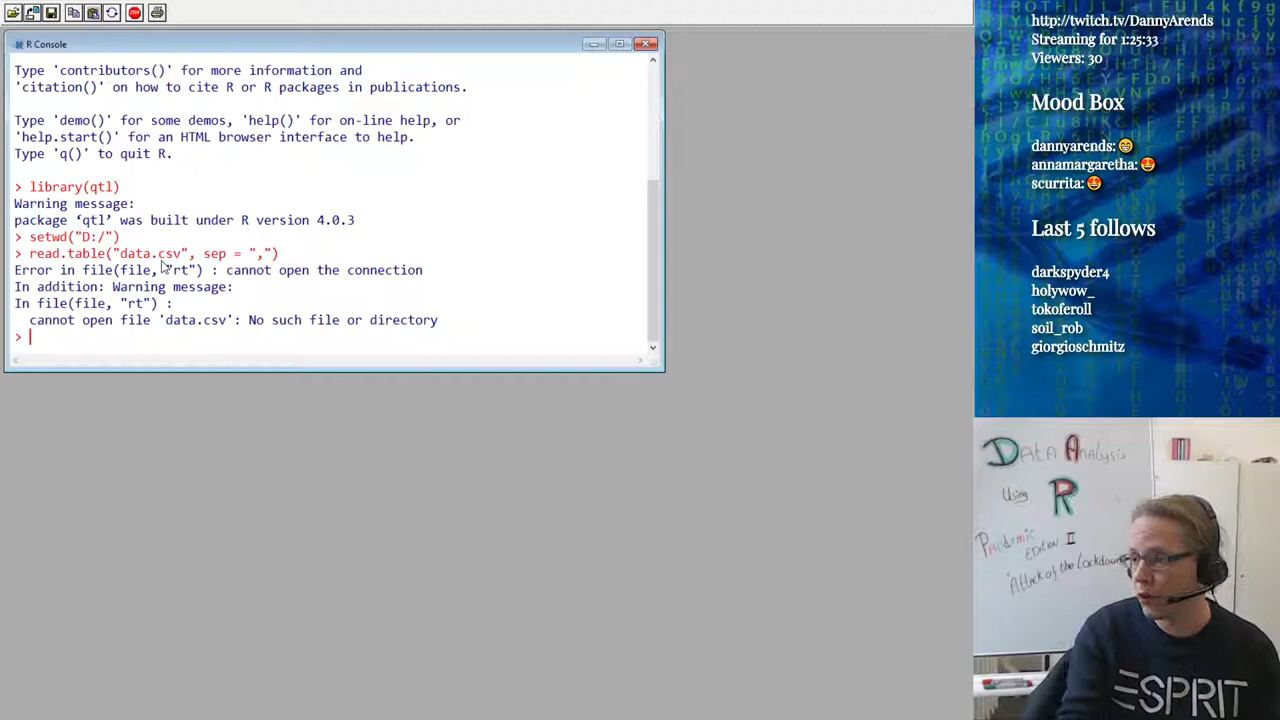 R Console
Type 'contributors()' for more information and
'citation()' on how to cite R or R packages in publications.
Type 'demo()' for some demos, 'help()' for on-line help, or
'help.start()' for an HTML browser interface to help.
Type 'q()' to quit R.
> library(qtl)
Warning message:
package ‘qtl’ was built under R version 4.0.3
> setwd("D:/")
> read.table("data.csv", sep = ",")
Error in file(file, "rt") : cannot open the connection
In addition: Warning message:
In file(file, "rt") :
cannot open file 'data.csv': No such file or directory
>
STOP
http://twitch.tv/DannyArends
Streaming for 1:25:33
Viewers: 30
Mood Box
dannyarends:
annamargaretha:
scurrita:
Last 5 follows
darkspyder4
holywow_
tokoferoll
soil_rob
giorgioschmitz
Data Analysis
Using R
Pandemic
Edition II
"Attack of the Lockdown
ESPRIT